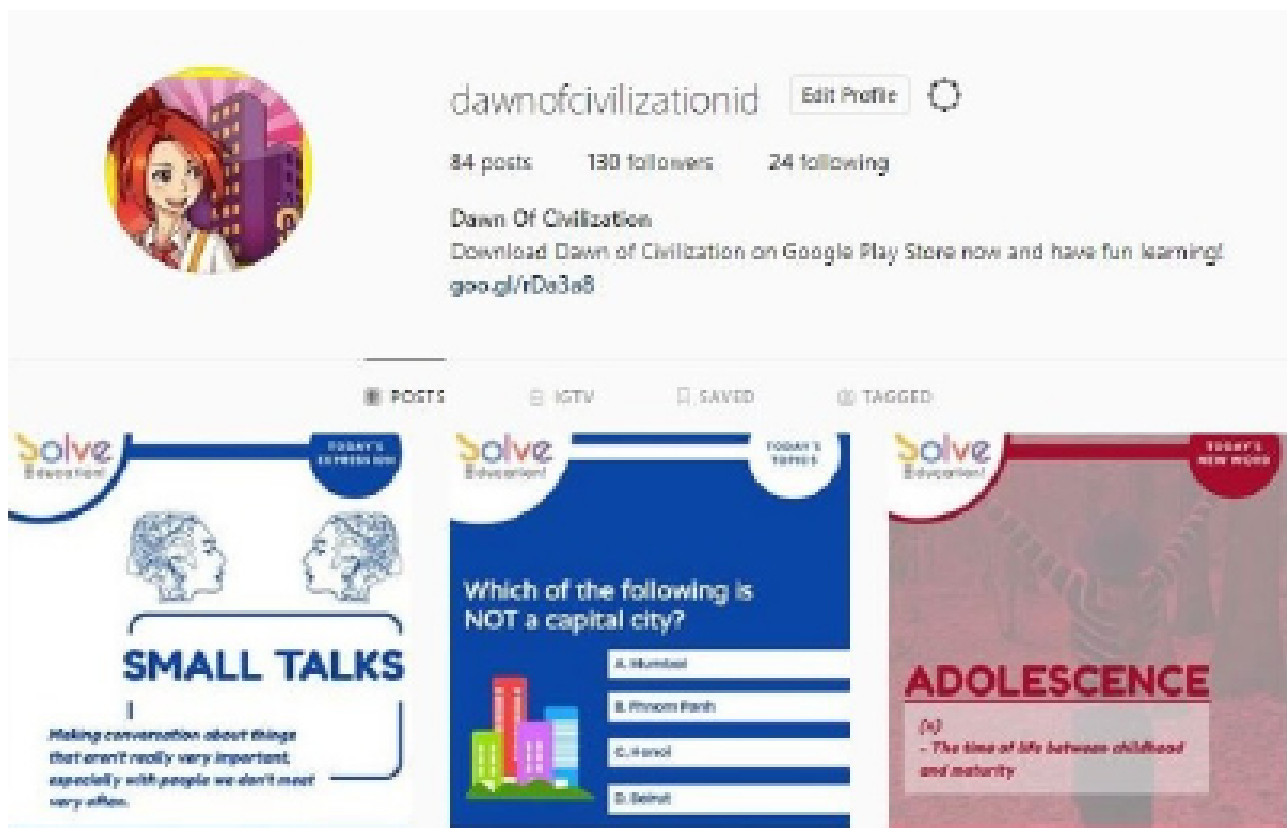 dawnofcivilizationid
Edit Profile
84 posts 130 followers 24 following
Dawn Of Civilization
Download Dawn of Civilization on Google Play Store now and have fun learning!
goo.gl/rDa3a8
POSTS IGTV SAVED TAGGED
Solve
Education!
TODAY'S
EXPRESSION
SMALL TALKS
Making conversation about things
that aren't really very important,
especially with people we don't meet
very often.
Solve
Education!
TODAY'S
TOPICS
Which of the following is
NOT a capital city?
A. Mumbai
B. Phnom Penh
C. Hanoi
D. Beirut
Solve
Education!
TODAY'S
NEW WORD
ADOLESCENCE
(n)
- The time of life between childhood
and maturity